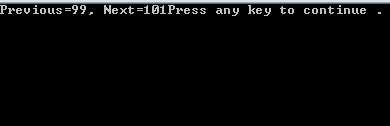 Previous=99, Next=101Press any key to continue .